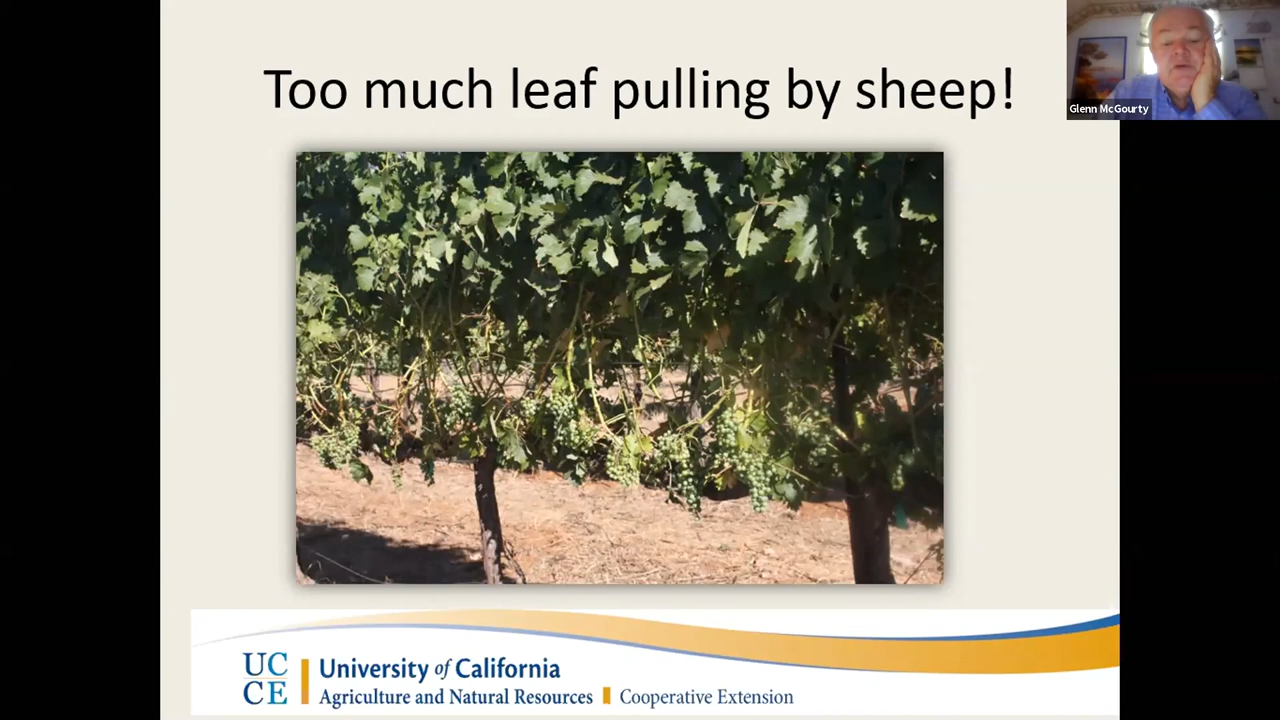 Too much leaf pulling by sheep!
Glenn McGourty
UC
CE
University of California
Agriculture and Natural Resources
Cooperative Extension